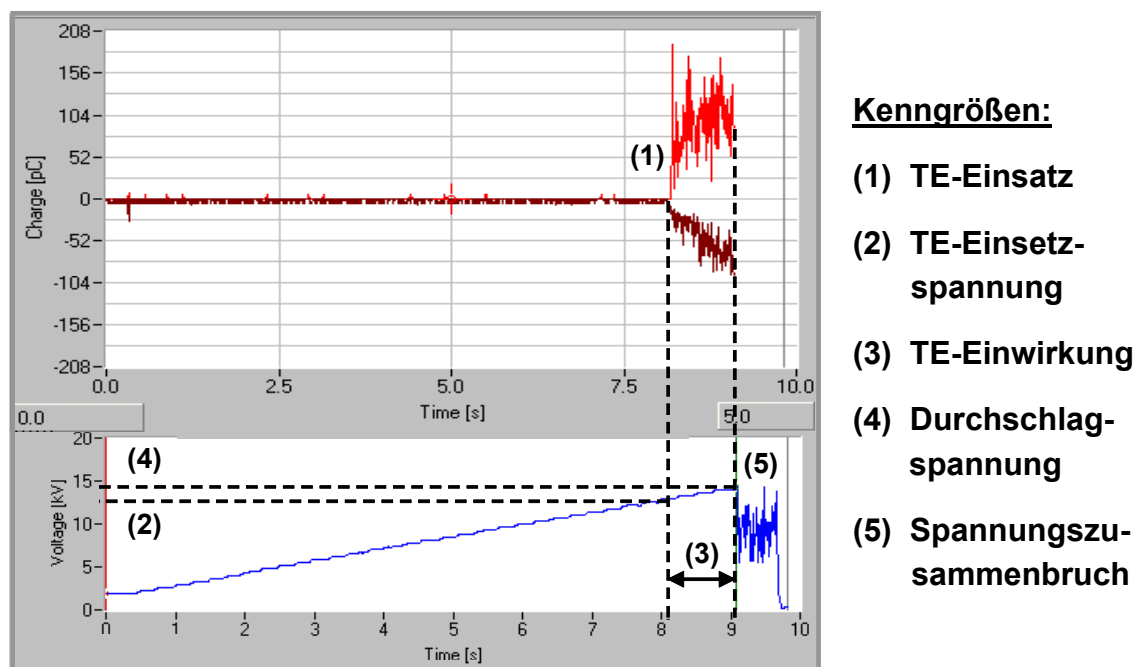 208
156
104
52
0
-52
-104
-156
-208
Charge [pC]
(1)
0.0 2.5 5.0 7.5 10.0
Time [s]
0.0
5.0
20
15
10
5
0
Voltage [kV]
(4)
(2)
(5)
(3)
0 1 2 3 4 5 6 7 8 9 10
Time [s]
Kenngrößen:
(1) TE-Einsatz
(2) TE-Einsetz-
spannung
(3) TE-Einwirkung
(4) Durchschlag-
spannung
(5) Spannungszu-
sammenbruch